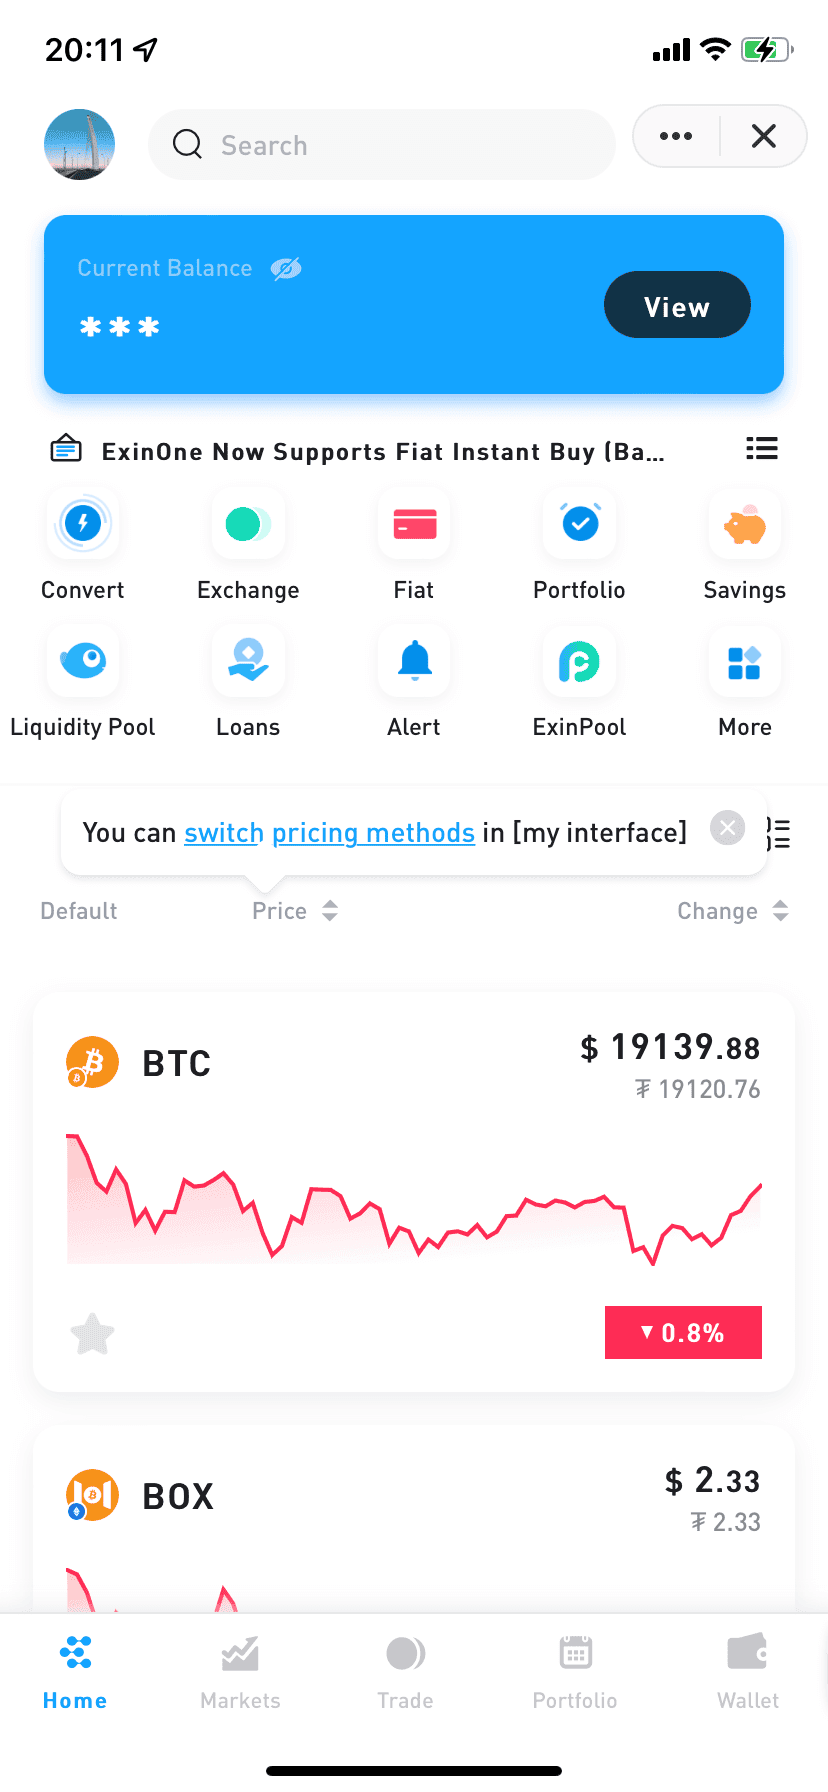 20:11
Search
Current Balance
***
View
ExinOne Now Supports Fiat Instant Buy (Ba...
Convert
Exchange
Fiat
Portfolio
Savings
Liquidity Pool
Loans
Alert
ExinPool
More
You can switch pricing methods in [my interface]
Default
Price
Change
BTC
$ 19139.88
₮ 19120.76
▼ 0.8%
BOX
$ 2.33
₮ 2.33
Home
Markets
Trade
Portfolio
Wallet